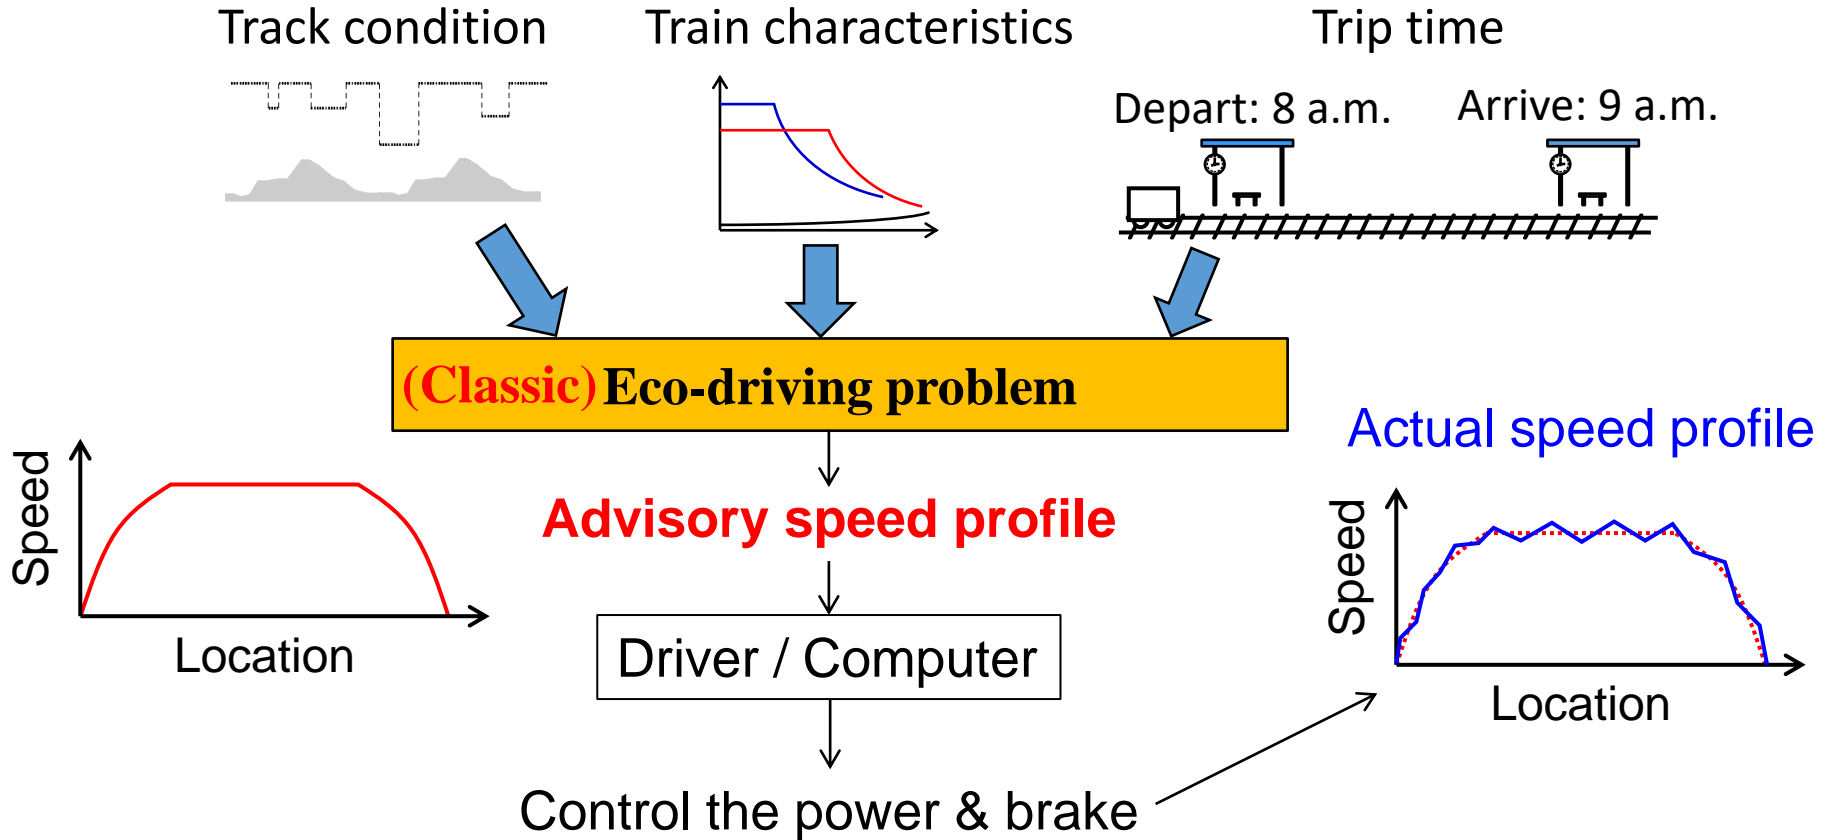 Track condition
Train characteristics
Trip time
Depart: 8 a.m.
Arrive: 9 a.m.
(Classic) Eco-driving problem
Actual speed profile
Speed
Location
Advisory speed profile
Speed
Location
Driver / Computer
Control the power & brake